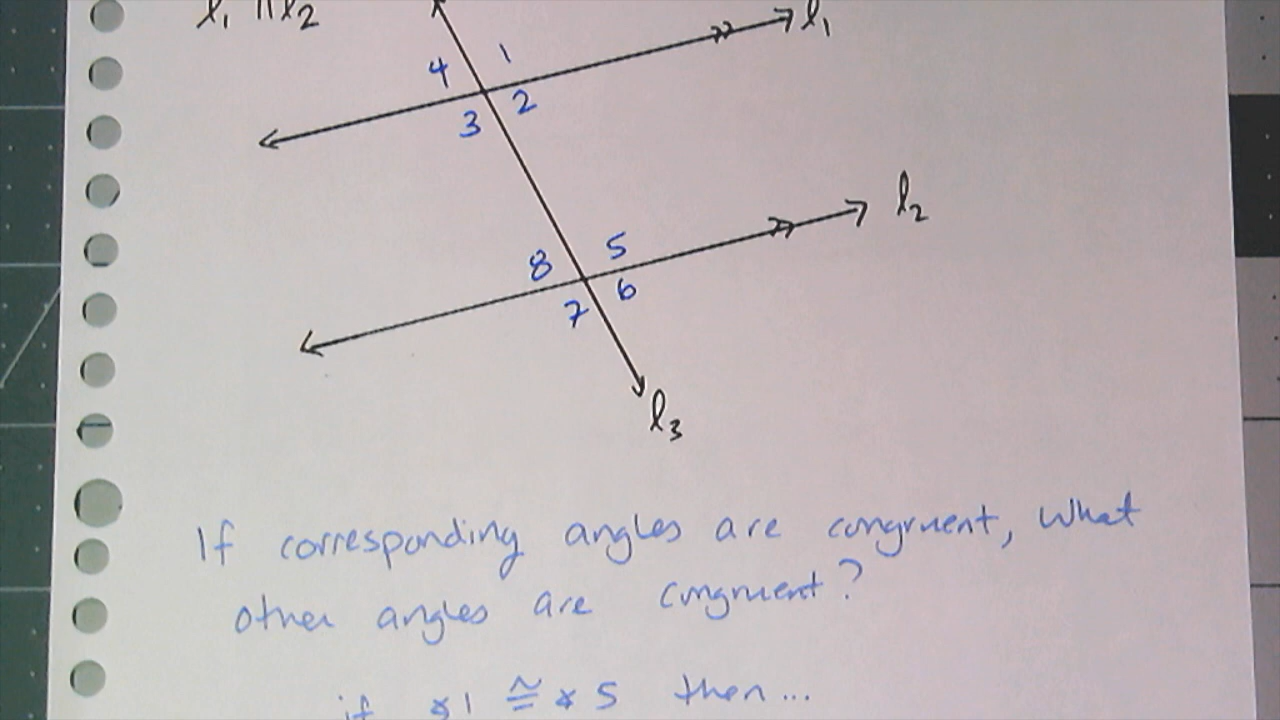 l₁ || l₂
l₁
4 1
3 2
l₂
8 5
7 6
l₃
If corresponding angles are congruent, what
other angles are congruent?
if ∡1 ≅ ∡5 then...